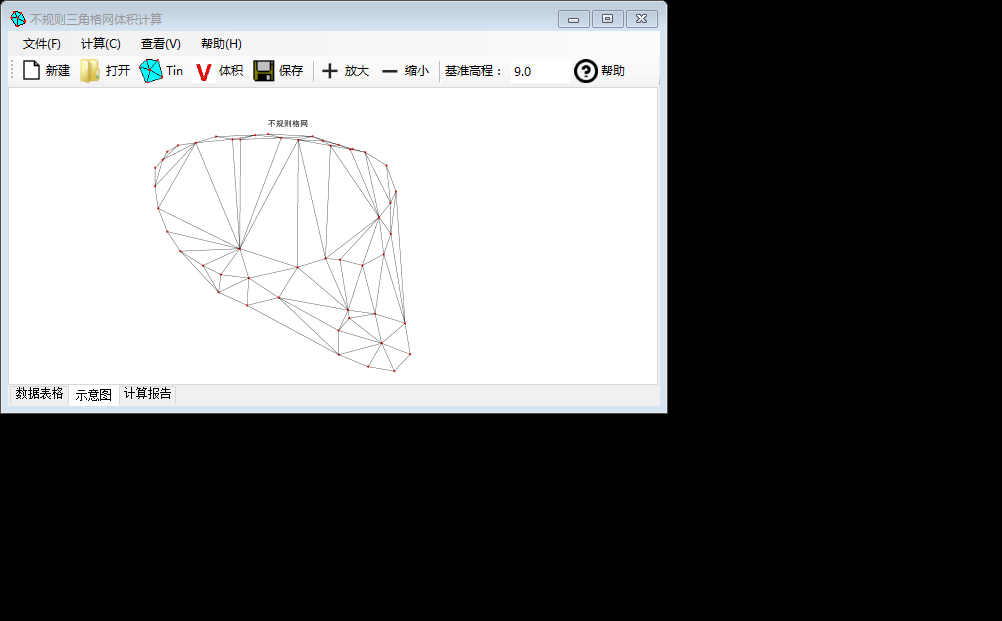 不规则三角格网体积计算
文件(F) 计算(C) 查看(V) 帮助(H)
新建 打开 Tin V 体积 保存 放大 缩小 基准高程： 9.0 ? 帮助
不规则格网
数据表格 示意图 计算报告